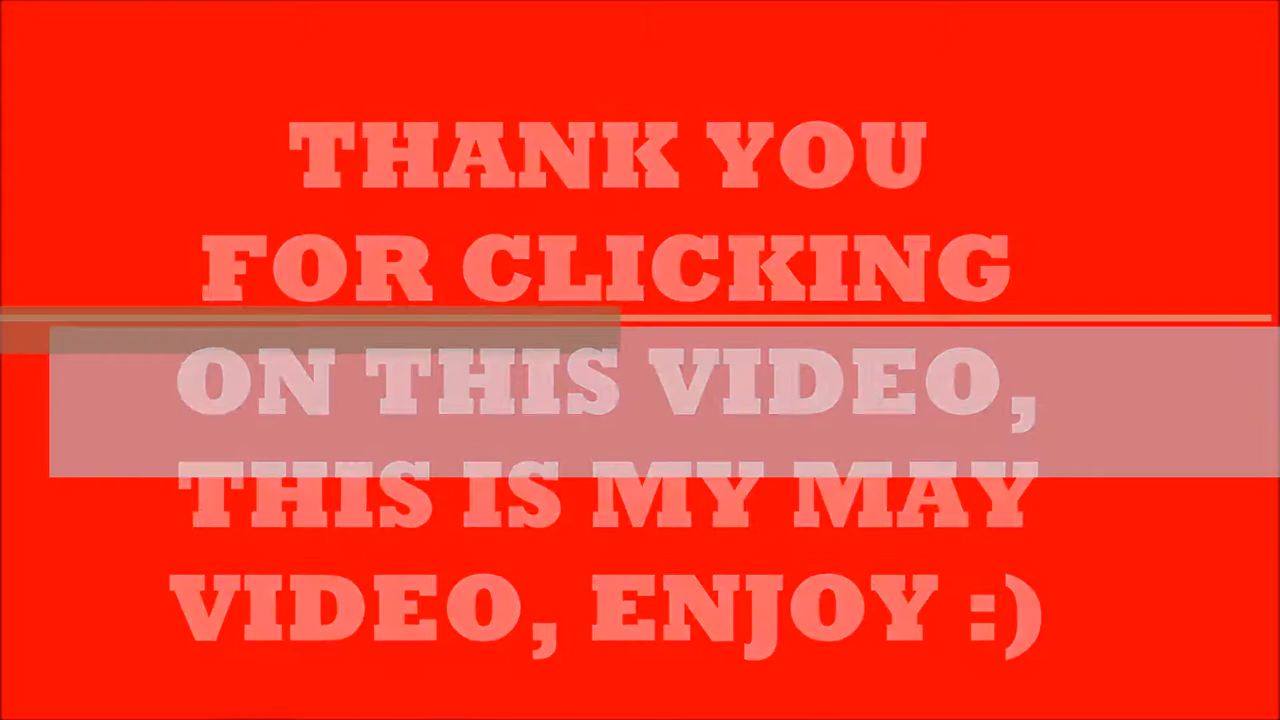 THANK YOU
FOR CLICKING
ON THIS VIDEO,
THIS IS MY MAY
VIDEO, ENJOY :)